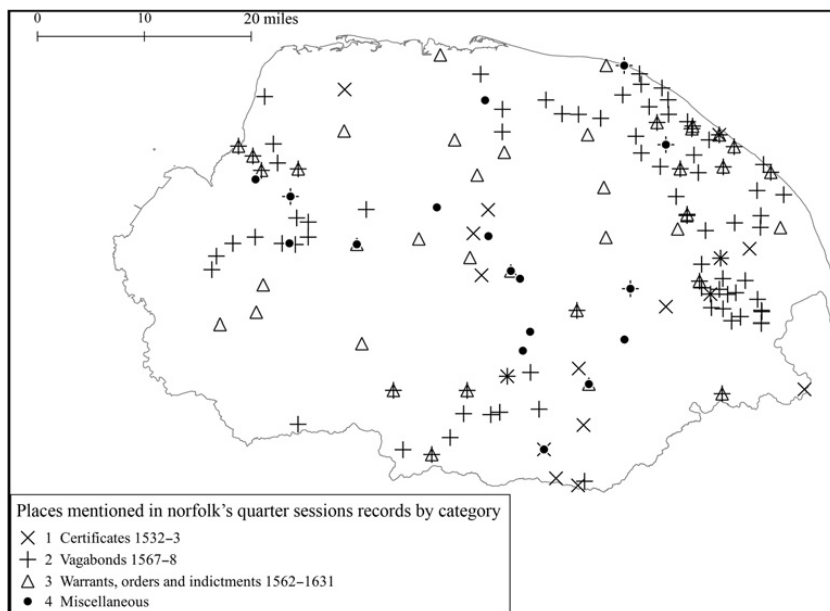 0 10 20 miles
Places mentioned in norfolk's quarter sessions records by category
1 Certificates 1532–3
2 Vagabonds 1567–8
3 Warrants, orders and indictments 1562–1631
4 Miscellaneous